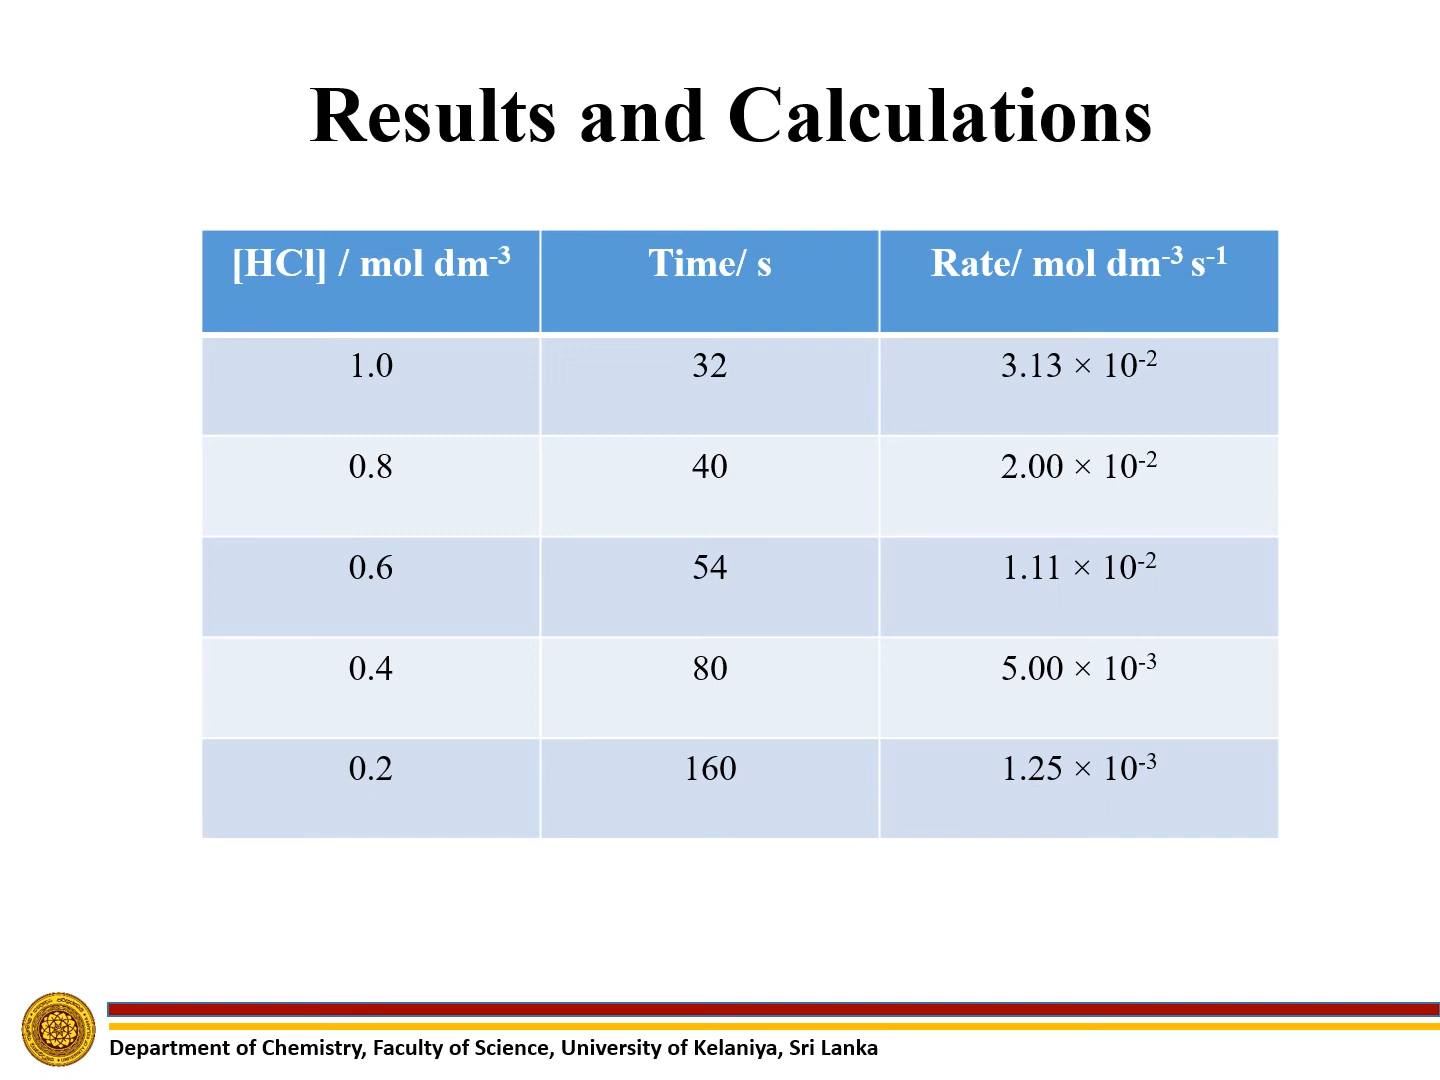 Results and Calculations
[HCl] / mol dm⁻³ Time/ s Rate/ mol dm⁻³ s⁻¹
1.0 32 3.13 × 10⁻²
0.8 40 2.00 × 10⁻²
0.6 54 1.11 × 10⁻²
0.4 80 5.00 × 10⁻³
0.2 160 1.25 × 10⁻³
Department of Chemistry, Faculty of Science, University of Kelaniya, Sri Lanka